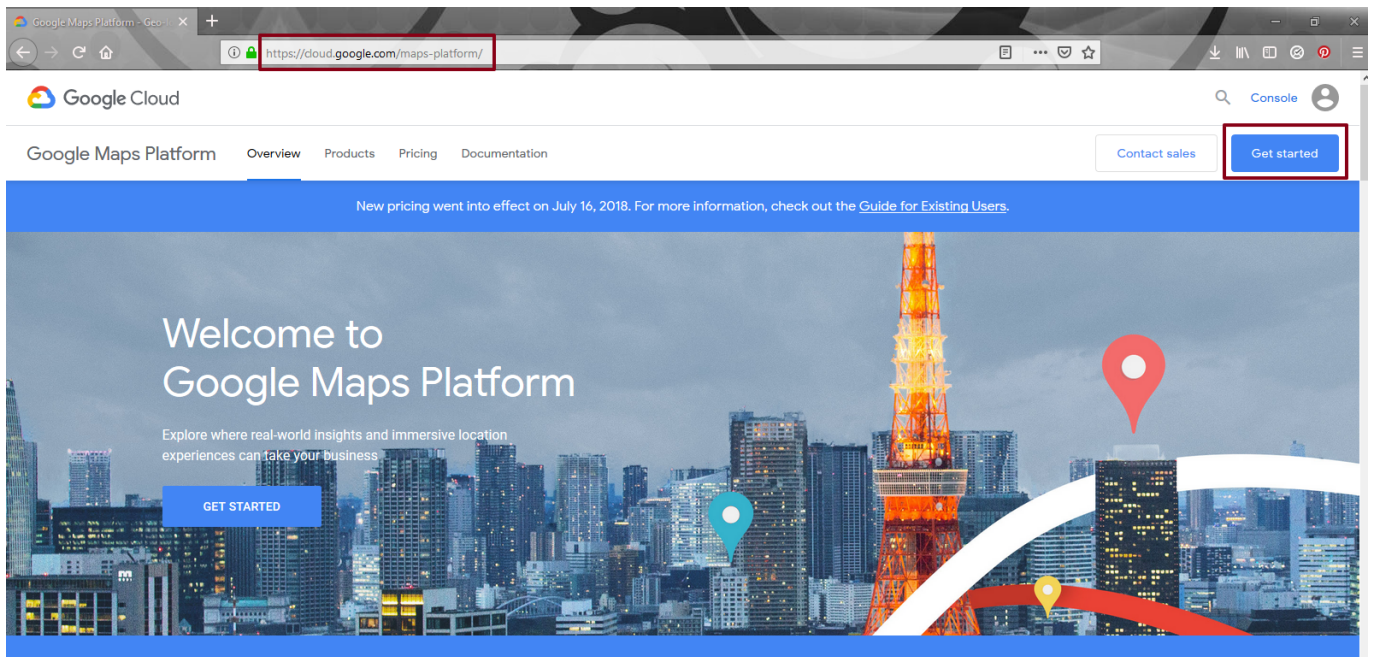 Google Maps Platform - Geo-
https://cloud.google.com/maps-platform/
Google Cloud
Console
Google Maps Platform
Overview
Products
Pricing
Documentation
Contact sales
Get started
New pricing went into effect on July 16, 2018. For more information, check out the Guide for Existing Users.
Welcome to
Google Maps Platform
Explore where real-world insights and immersive location
experiences can take your business
GET STARTED